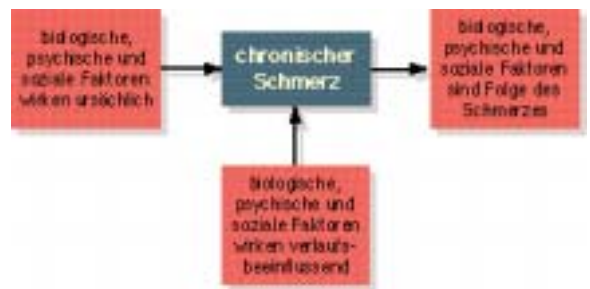 biologische,
psychische und
soziale Faktoren
wirken ursächlich
chronischer
Schmerz
biologische,
psychische und
soziale Faktoren
sind Folge des
Schmerzes
biologische,
psychische und
soziale Faktoren
wirken verlaufs-
beeinflussend